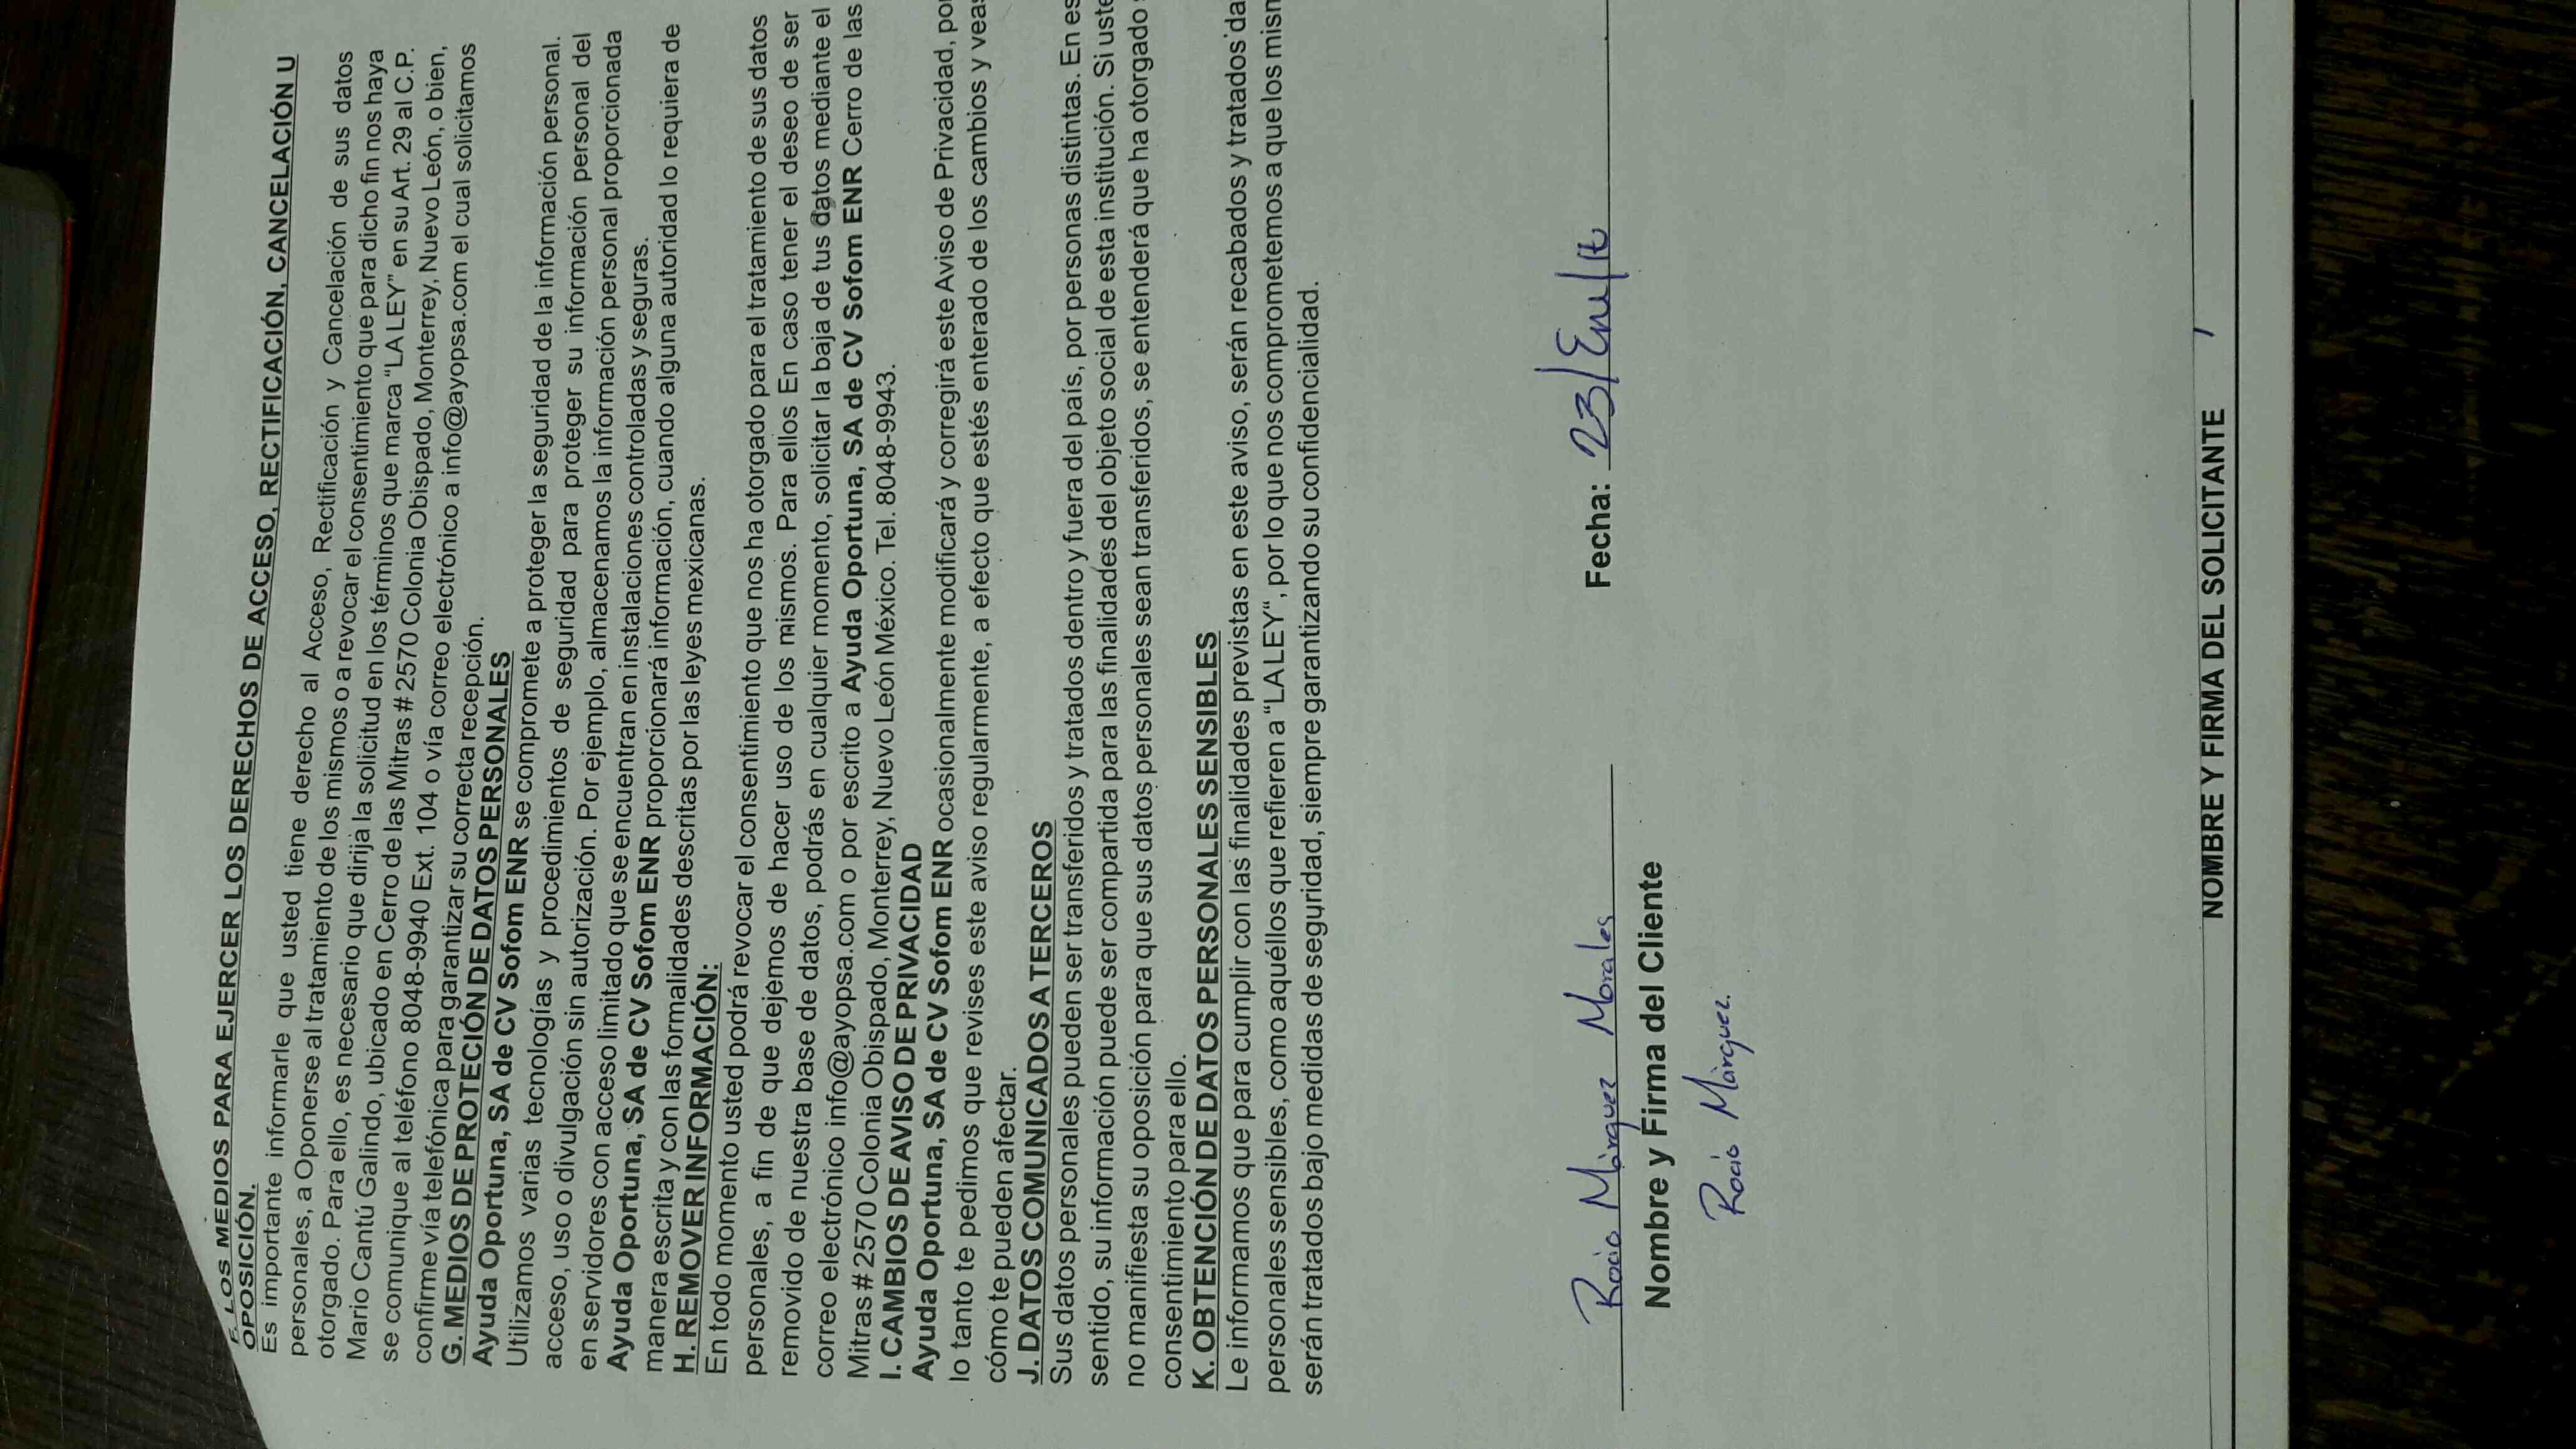 F. LOS MEDIOS PARA EJERCER LOS DERECHOS DE ACCESO, RECTIFICACIÓN, CANCELACIÓN U
OPOSICIÓN.
Es importante informarle que usted tiene derecho al Acceso, Rectificación y Cancelación de sus datos
personales, a Oponerse al tratamiento de los mismos o a revocar el consentimiento que para dicho fin nos haya
otorgado. Para ello, es necesario que dirija la solicitud en los términos que marca "LA LEY" en su Art. 29 al C.P.
Mario Cantú Galindo, ubicado en Cerro de las Mitras # 2570 Colonia Obispado, Monterrey, Nuevo León, o bien,
se comunique al teléfono 8048-9940 Ext. 104 o vía correo electrónico a info@ayopsa.com el cual solicitamos
confirme vía telefónica para garantizar su correcta recepción.
G. MEDIOS DE PROTECIÓN DE DATOS PERSONALES
Ayuda Oportuna, SA de CV Sofom ENR se compromete a proteger la seguridad de la información personal.
Utilizamos varias tecnologías y procedimientos de seguridad para proteger su información personal del
acceso, uso o divulgación sin autorización. Por ejemplo, almacenamos la información personal proporcionada
en servidores con acceso limitado que se encuentran en instalaciones controladas y seguras.
Ayuda Oportuna, SA de CV Sofom ENR proporcionará información, cuando alguna autoridad lo requiera de
manera escrita y con las formalidades descritas por las leyes mexicanas.
H. REMOVER INFORMACIÓN:
En todo momento usted podrá revocar el consentimiento que nos ha otorgado para el tratamiento de sus datos
personales, a fin de que dejemos de hacer uso de los mismos. Para ellos En caso tener el deseo de ser
removido de nuestra base de datos, podrás en cualquier momento, solicitar la baja de tus datos mediante el
correo electrónico info@ayopsa.com o por escrito a Ayuda Oportuna, SA de CV Sofom ENR Cerro de las
Mitras # 2570 Colonia Obispado, Monterrey, Nuevo León México. Tel. 8048-9943.
I. CAMBIOS DE AVISO DE PRIVACIDAD
Ayuda Oportuna, SA de CV Sofom ENR ocasionalmente modificará y corregirá este Aviso de Privacidad, por
lo tanto te pedimos que revises este aviso regularmente, a efecto que estés enterado de los cambios y veas
cómo te pueden afectar.
J. DATOS COMUNICADOS A TERCEROS
Sus datos personales pueden ser transferidos y tratados dentro y fuera del país, por personas distintas. En es
sentido, su información puede ser compartida para las finalidades del objeto social de esta institución. Si uste
no manifiesta su oposición para que sus datos personales sean transferidos, se entenderá que ha otorgado
consentimiento para ello.
K. OBTENCIÓN DE DATOS PERSONALES SENSIBLES
Le informamos que para cumplir con las finalidades previstas en este aviso, serán recabados y tratados da
personales sensibles, como aquéllos que refieren a "LA LEY", por lo que nos comprometemos a que los mism
serán tratados bajo medidas de seguridad, siempre garantizando su confidencialidad.
Rocio Márquez Morales
Fecha: 23/Ene/
Nombre y Firma del Cliente
Rocio Márquez.
NOMBRE Y FIRMA DEL SOLICITANTE